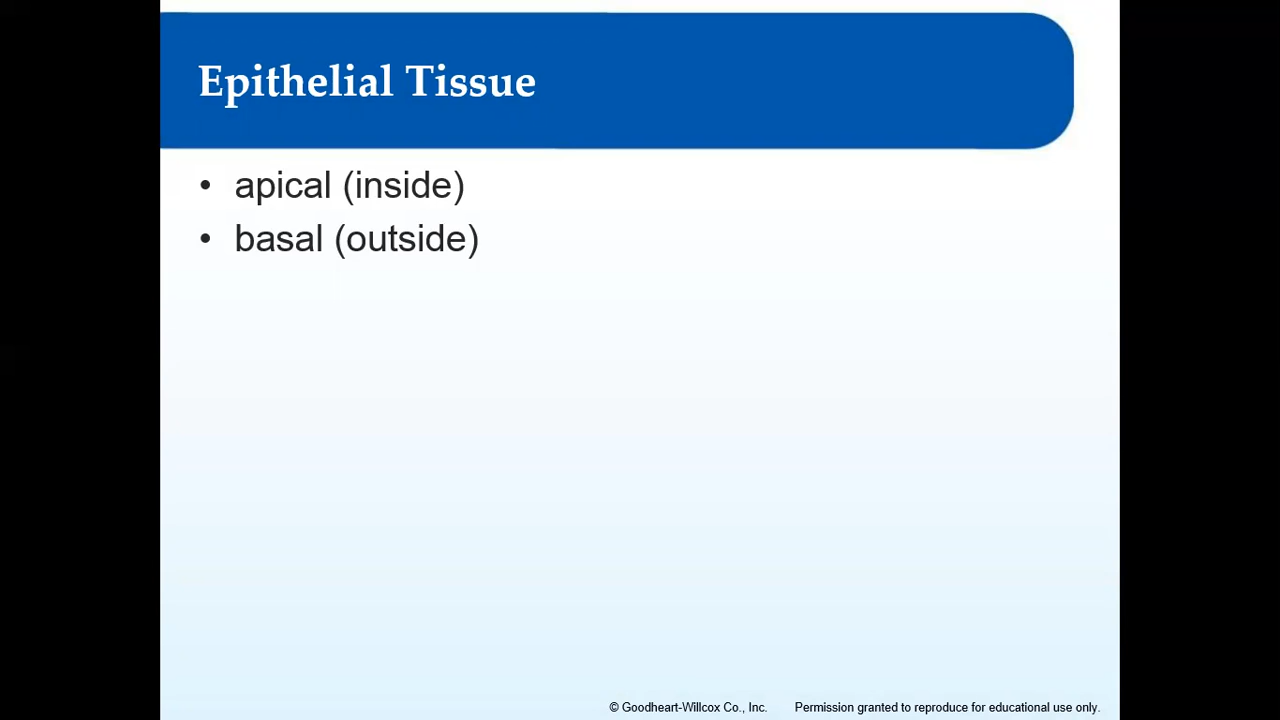 Epithelial Tissue
• apical (inside)
• basal (outside)
© Goodheart-Willcox Co., Inc. Permission granted to reproduce for educational use only.